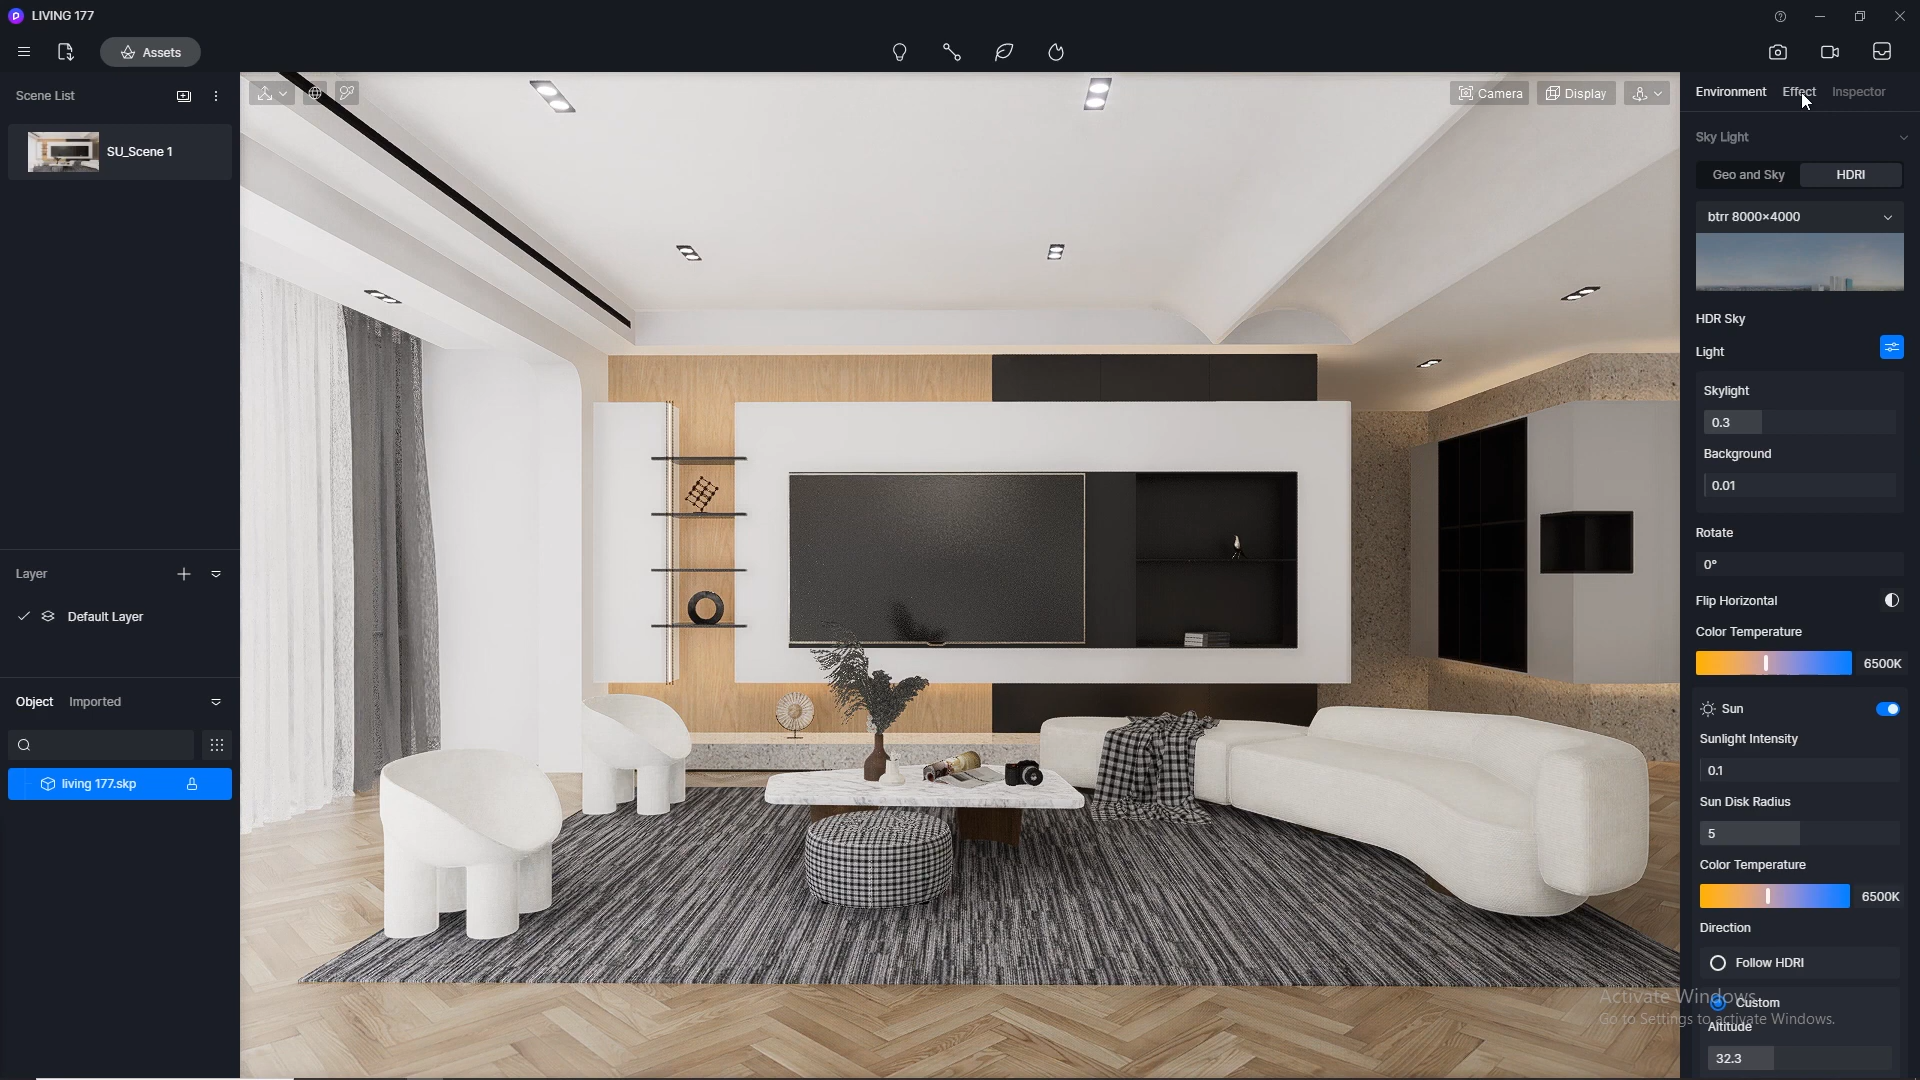 LIVING 177
Assets
Scene List
SU_Scene 1
Layer
Default Layer
Object Imported
living 177.skp
Camera
Display
Environment Effect Inspector
Sky Light
Geo and Sky HDRI
btrr 8000×4000
HDR Sky
Light
Skylight
0.3
Background
0.01
Rotate
0°
Flip Horizontal
Color Temperature
6500K
Sun
Sunlight Intensity
0.1
Sun Disk Radius
5
Color Temperature
6500K
Direction
Follow HDRI
Custom
Altitude
32.3
Activate Windows
Go to Settings to activate Windows.